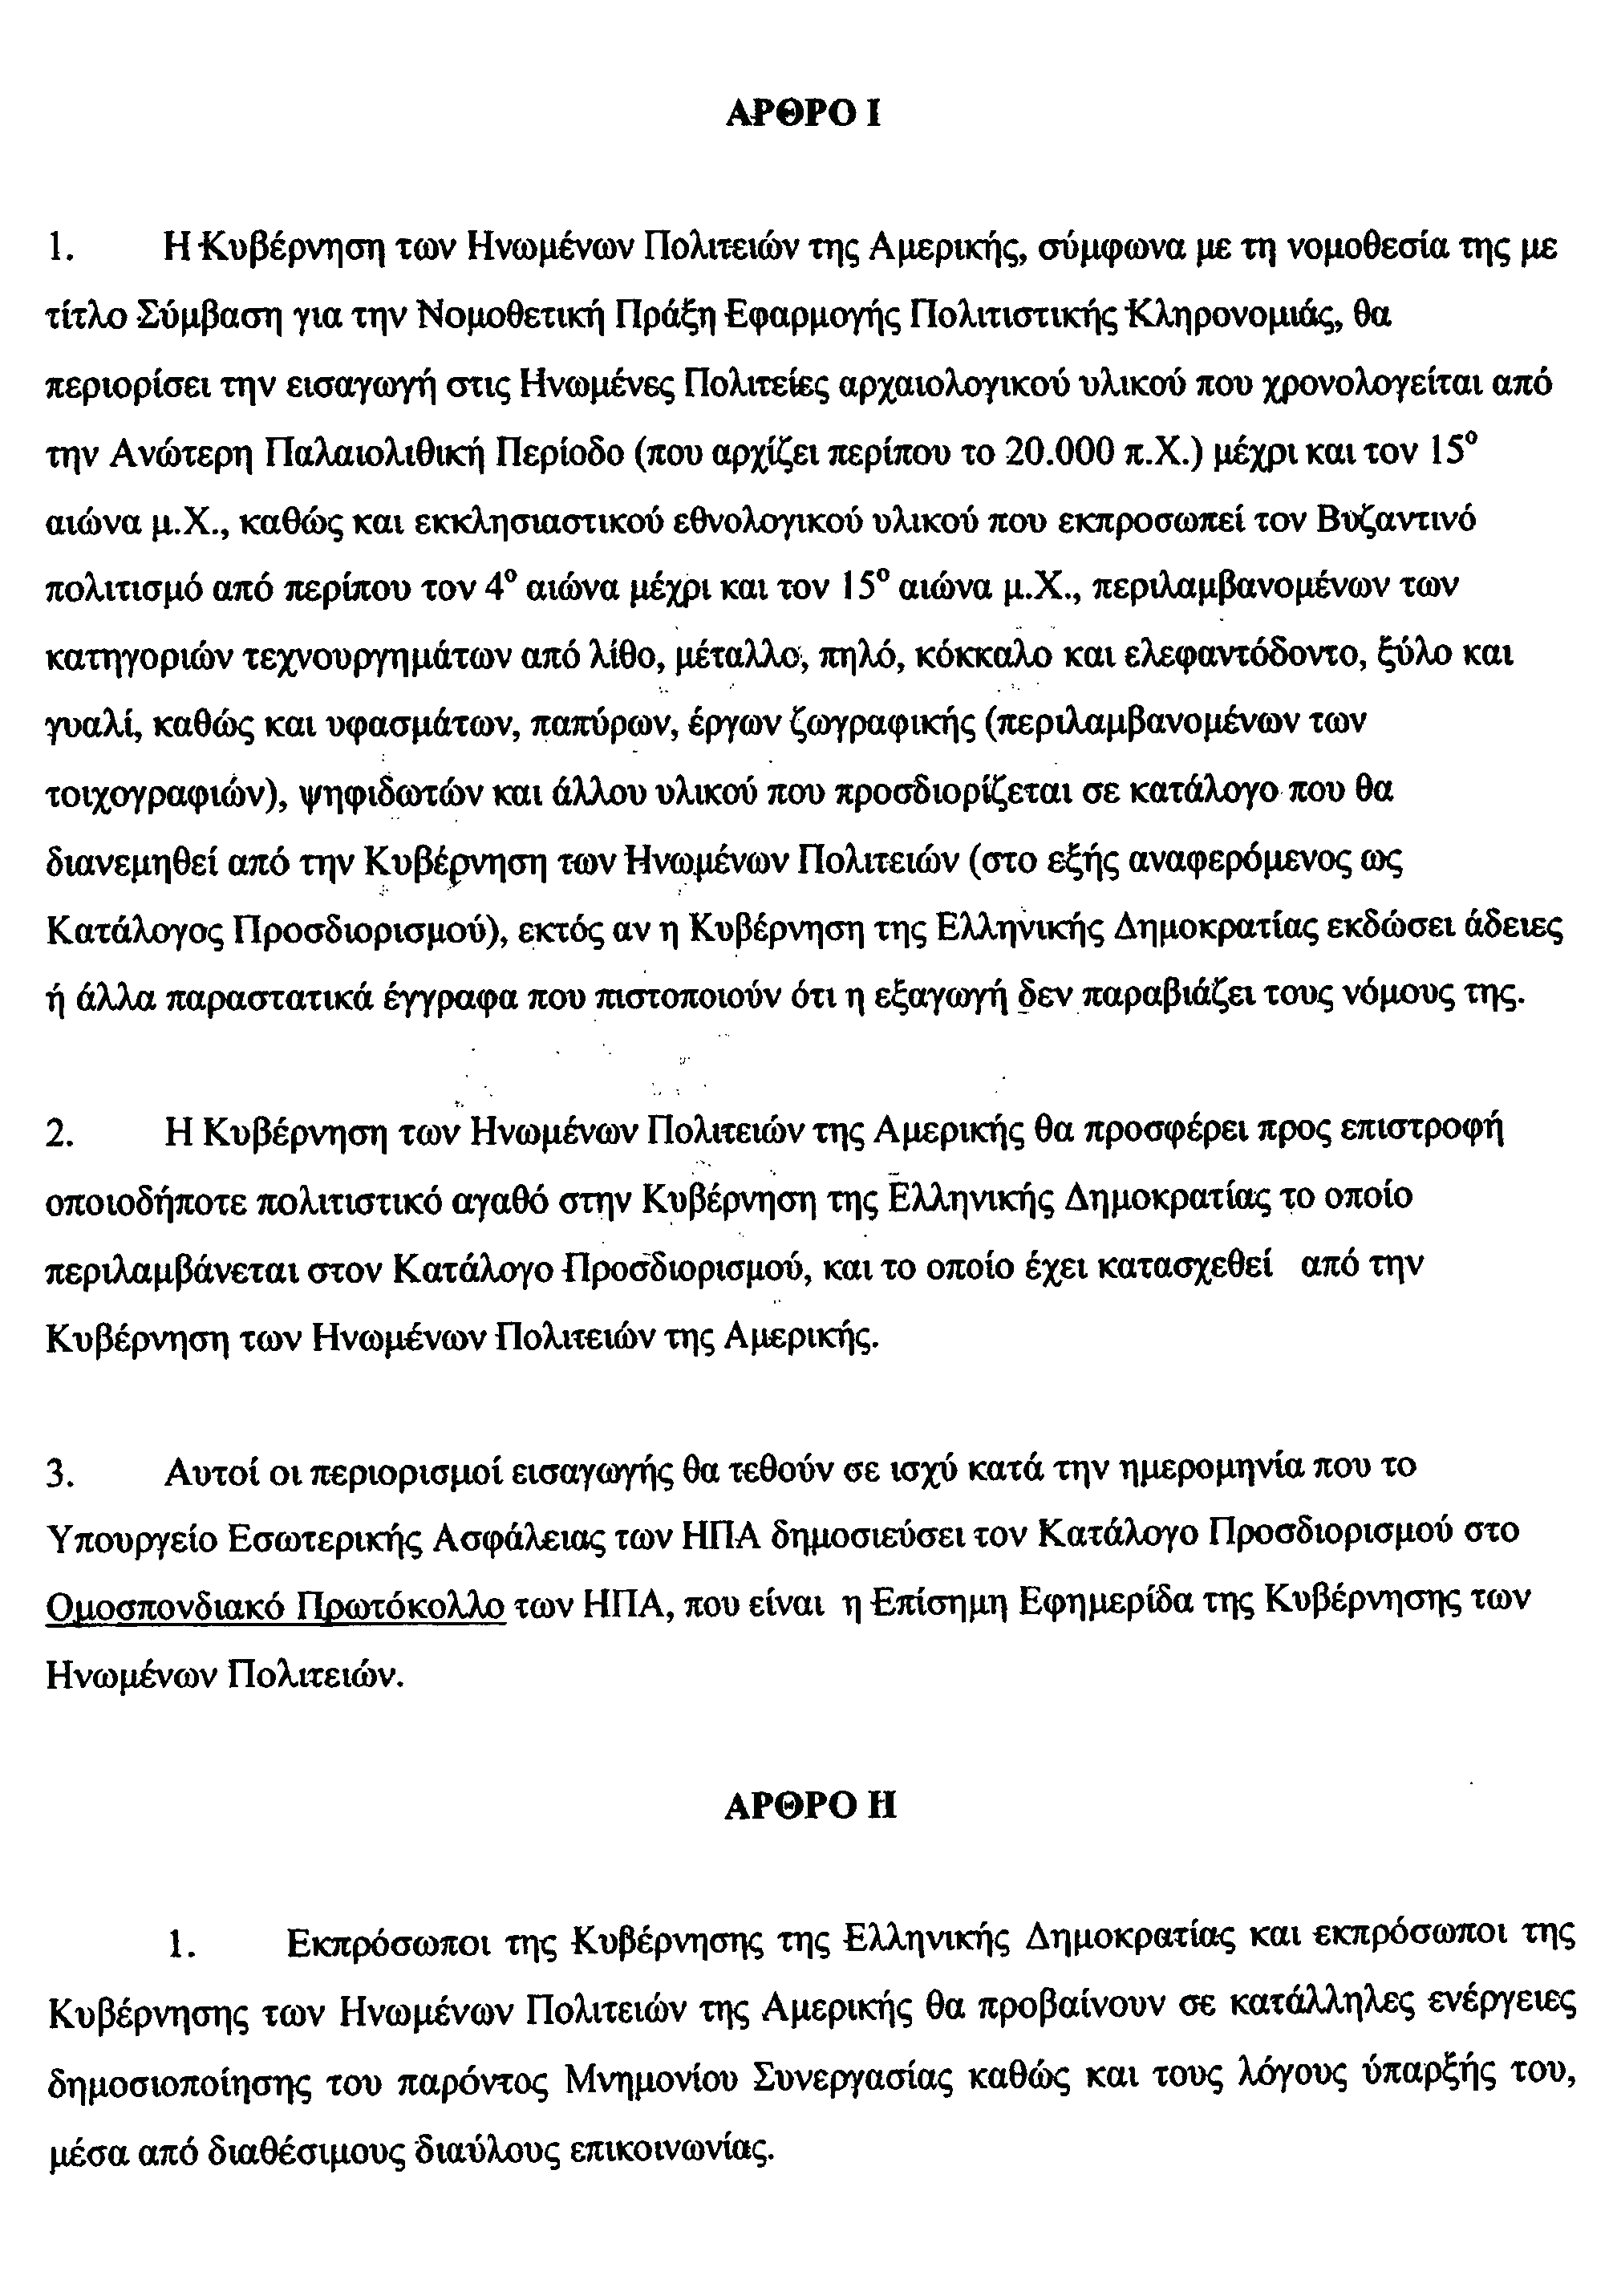 ΑΡΘΡΟ Ι
1. Η Κυβέρνηση των Ηνωμένων Πολιτειών της Αμερικής, σύμφωνα με τη νομοθεσία της με
τίτλο Σύμβαση για την Νομοθετική Πράξη Εφαρμογής Πολιτιστικής Κληρονομιάς, θα
περιορίσει την εισαγωγή στις Ηνωμένες Πολιτείες αρχαιολογικού υλικού που χρονολογείται από
την Ανώτερη Παλαιολιθική Περίοδο (που αρχίζει περίπου το 20.000 π.Χ.) μέχρι και τον 15ο
αιώνα μ.Χ., καθώς και εκκλησιαστικού εθνολογικού υλικού που εκπροσωπεί τον Βυζαντινό
πολιτισμό από περίπου τον 4ο αιώνα μέχρι και τον 15ο αιώνα μ.Χ., περιλαμβανομένων των
κατηγοριών τεχνουργημάτων από λίθο, μέταλλο, πηλό, κόκκαλο και ελεφαντόδοντο, ξύλο και
γυαλί, καθώς και υφασμάτων, παπύρων, έργων ζωγραφικής (περιλαμβανομένων των
τοιχογραφιών), ψηφιδωτών και άλλου υλικού που προσδιορίζεται σε κατάλογο που θα
διανεμηθεί από την Κυβέρνηση των Ηνωμένων Πολιτειών (στο εξής αναφερόμενος ως
Κατάλογος Προσδιορισμού), εκτός αν η Κυβέρνηση της Ελληνικής Δημοκρατίας εκδώσει άδειες
ή άλλα παραστατικά έγγραφα που πιστοποιούν ότι η εξαγωγή δεν παραβιάζει τους νόμους της.
2. Η Κυβέρνηση των Ηνωμένων Πολιτειών της Αμερικής θα προσφέρει προς επιστροφή
οποιοδήποτε πολιτιστικό αγαθό στην Κυβέρνηση της Ελληνικής Δημοκρατίας το οποίο
περιλαμβάνεται στον Κατάλογο Προσδιορισμού, και το οποίο έχει κατασχεθεί από την
Κυβέρνηση των Ηνωμένων Πολιτειών της Αμερικής.
3. Αυτοί οι περιορισμοί εισαγωγής θα τεθούν σε ισχύ κατά την ημερομηνία που το
Υπουργείο Εσωτερικής Ασφάλειας των ΗΠΑ δημοσιεύσει τον Κατάλογο Προσδιορισμού στο
Ομοσπονδιακό Πρωτόκολλο των ΗΠΑ, που είναι η Επίσημη Εφημερίδα της Κυβέρνησης των
Ηνωμένων Πολιτειών.
ΑΡΘΡΟ ΙΙ
1. Εκπρόσωποι της Κυβέρνησης της Ελληνικής Δημοκρατίας και εκπρόσωποι της
Κυβέρνησης των Ηνωμένων Πολιτειών της Αμερικής θα προβαίνουν σε κατάλληλες ενέργειες
δημοσιοποίησης του παρόντος Μνημονίου Συνεργασίας καθώς και τους λόγους ύπαρξής του,
μέσα από διαθέσιμους διαύλους επικοινωνίας.